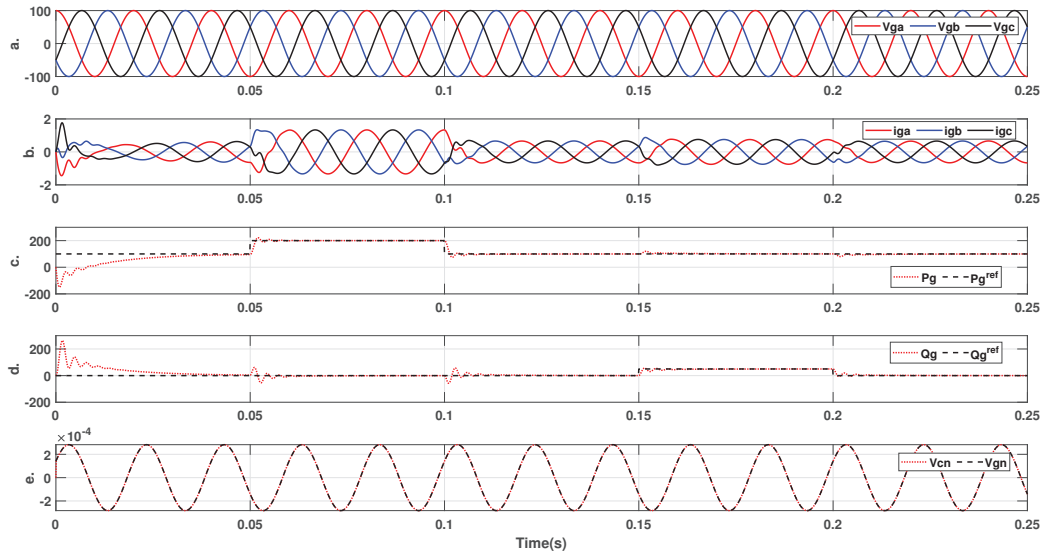 100
0
-100
a.
Vga Vgb Vgc
0 0.05 0.1 0.15 0.2 0.25
2
0
-2
b.
iga igb igc
0 0.05 0.1 0.15 0.2 0.25
200
0
-200
c.
Pg Pg^ref
0 0.05 0.1 0.15 0.2 0.25
200
0
-200
d.
Qg Qg^ref
0 0.05 0.1 0.15 0.2 0.25
×10^-4
2
0
-2
e.
Vcn Vgn
0 0.05 0.1 0.15 0.2 0.25
Time(s)